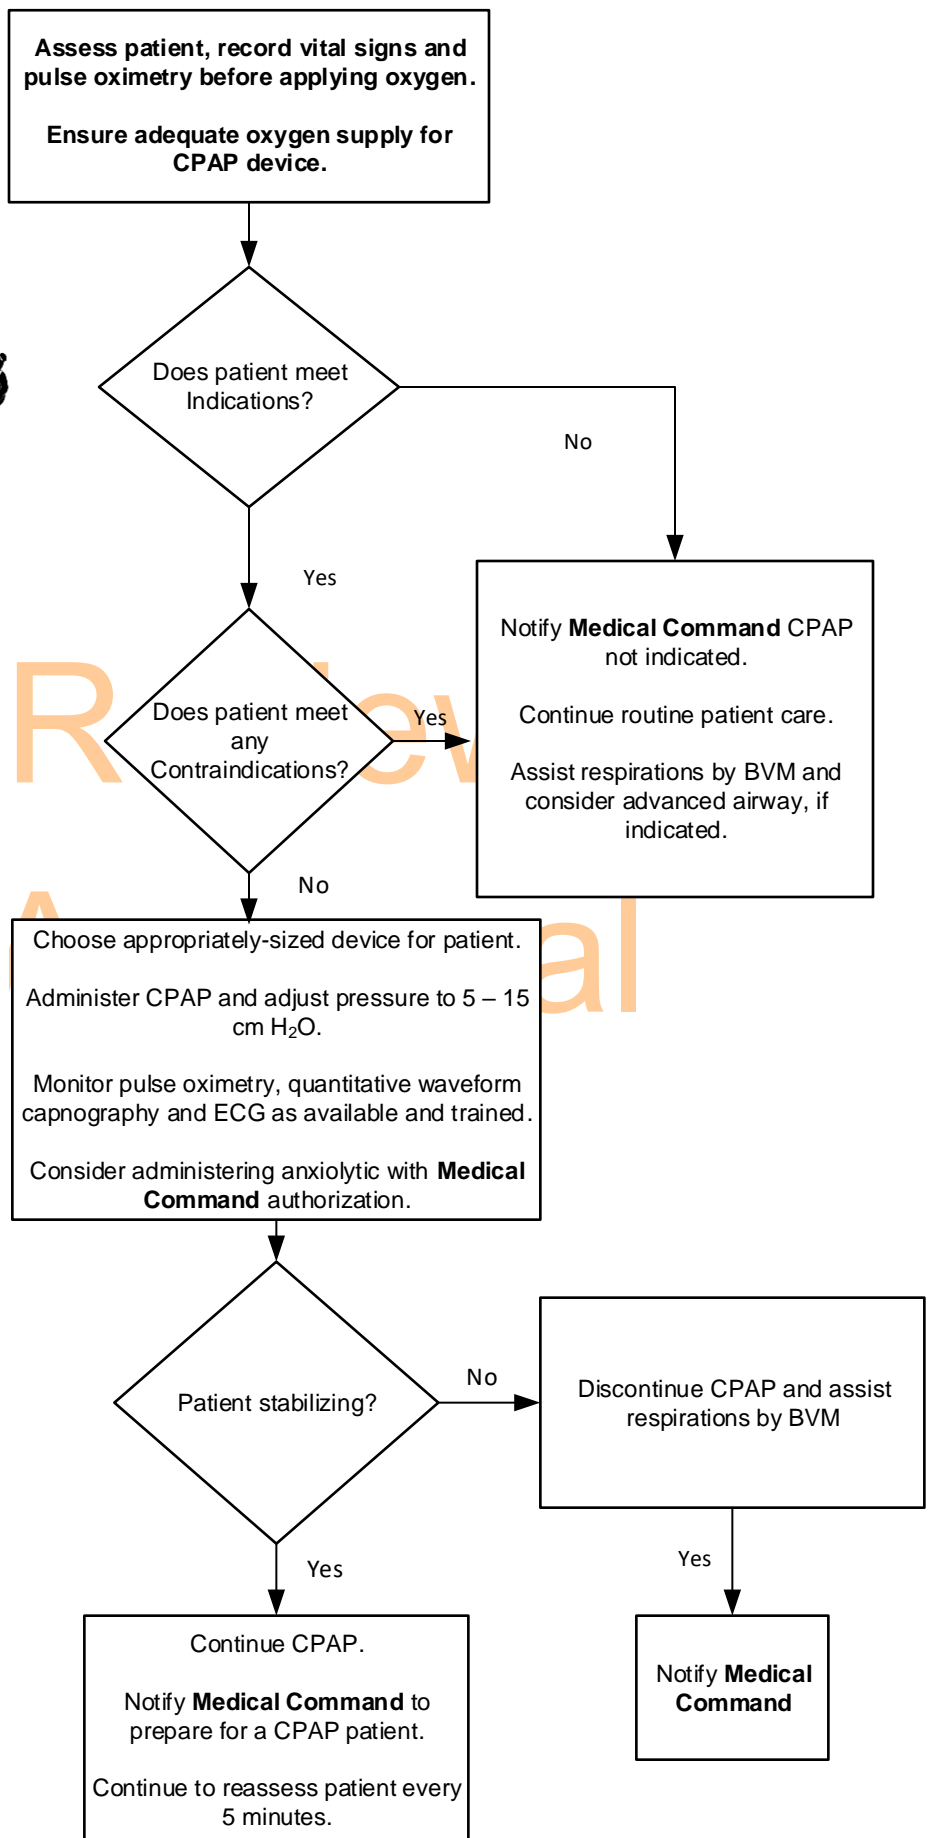 Assess patient, record vital signs and
pulse oximetry before applying oxygen.
Ensure adequate oxygen supply for
CPAP device.
Does patient meet
Indications?
No
Yes
Notify Medical Command CPAP
not indicated.
Continue routine patient care.
Assist respirations by BVM and
consider advanced airway, if
indicated.
Does patient meet
any
Contraindications?
Yes
No
Choose appropriately-sized device for patient.
Administer CPAP and adjust pressure to 5 – 15
cm H₂O.
Monitor pulse oximetry, quantitative waveform
capnography and ECG as available and trained.
Consider administering anxiolytic with Medical
Command authorization.
Patient stabilizing?
No
Discontinue CPAP and assist
respirations by BVM
Yes
Yes
Continue CPAP.
Notify Medical Command to
prepare for a CPAP patient.
Continue to reassess patient every
5 minutes.
Notify Medical
Command